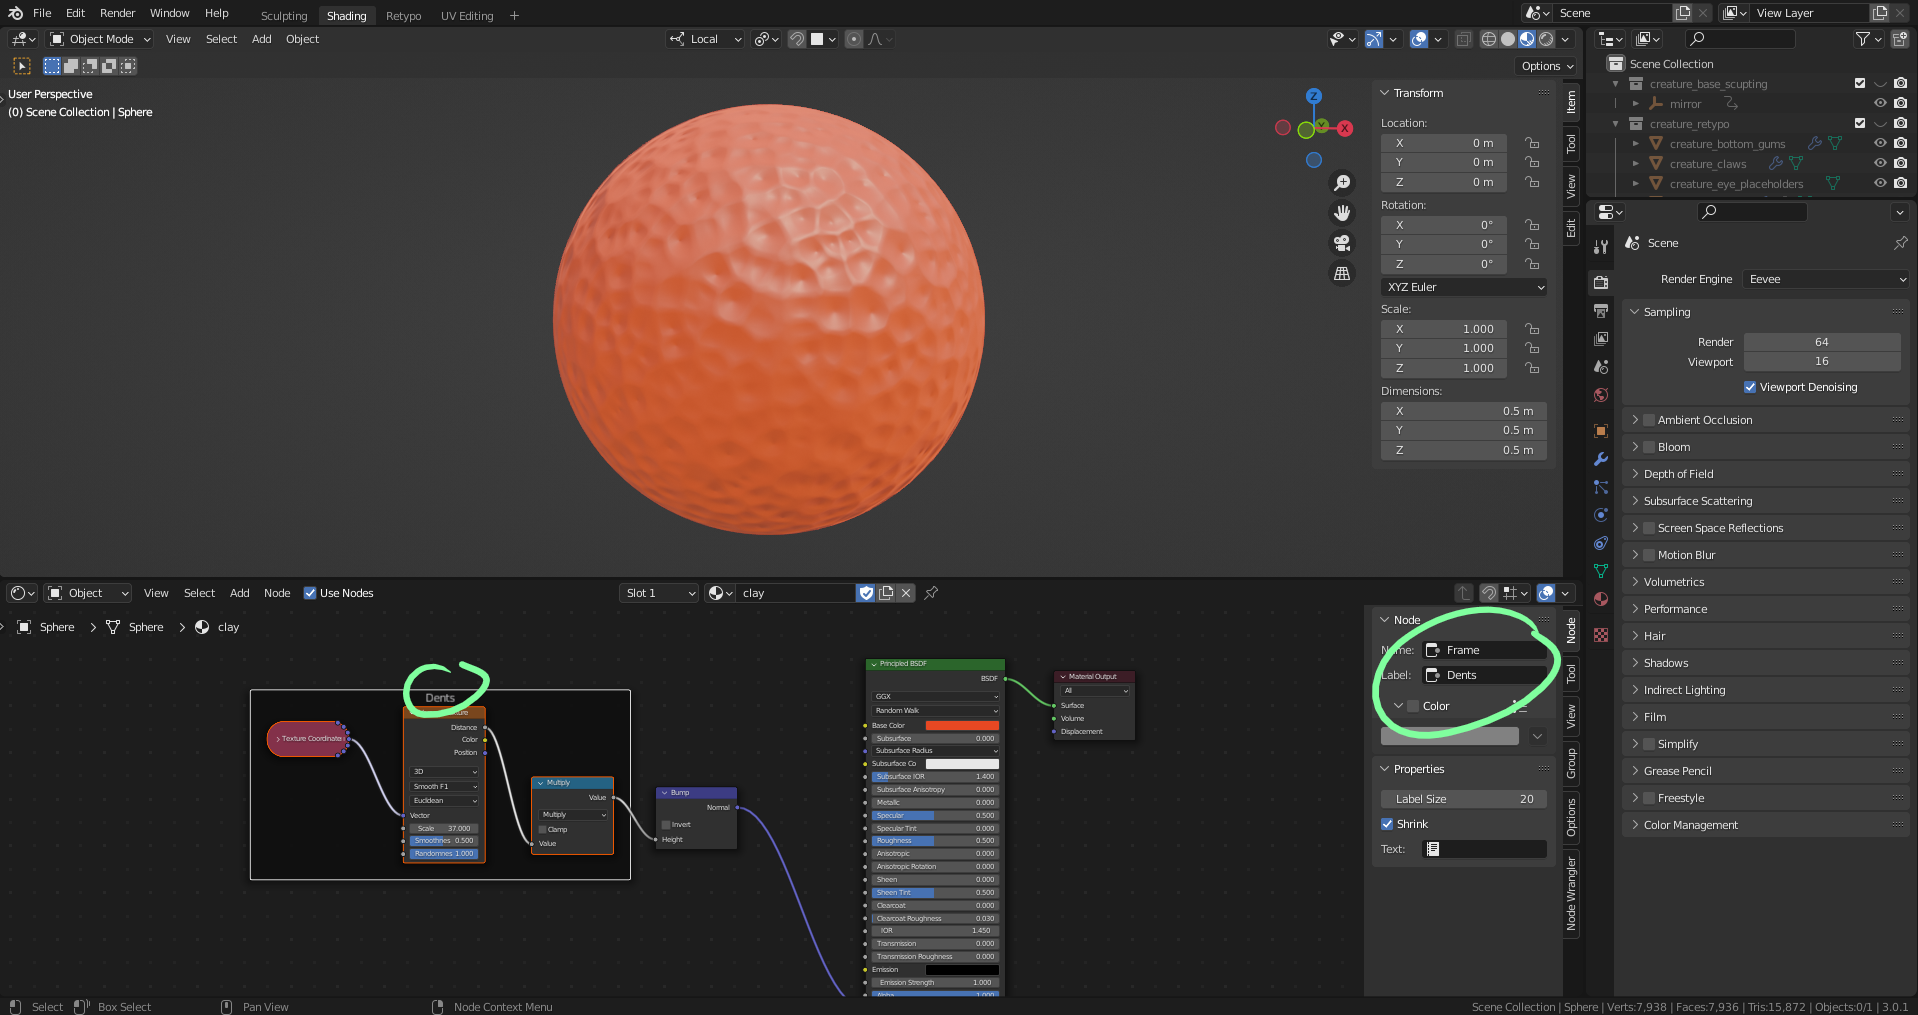 File Edit Render Window Help Sculpting Shading Retypo UV Editing + Scene View Layer
Object Mode View Select Add Object Local
Options
User Perspective
(0) Scene Collection | Sphere
Z
Y
X
Transform
Location:
X 0 m
Y 0 m
Z 0 m
Rotation:
X 0°
Y 0°
Z 0°
XYZ Euler
Scale:
X 1.000
Y 1.000
Z 1.000
Dimensions:
X 0.5 m
Y 0.5 m
Z 0.5 m
Item
Tool
View
Edit
Scene Collection
creature_base_scupting
mirror
creature_retypo
creature_bottom_gums
creature_claws
creature_eye_placeholders
Scene
Render Engine Eevee
Sampling
Render 64
Viewport 16
Viewport Denoising
Ambient Occlusion
Bloom
Depth of Field
Subsurface Scattering
Screen Space Reflections
Motion Blur
Volumetrics
Performance
Hair
Shadows
Indirect Lighting
Film
Simplify
Grease Pencil
Freestyle
Color Management
Object View Select Add Node Use Nodes Slot 1 clay
Sphere > Sphere > clay
Dents
Texture Coordinate
Distance
Color
Position
3D
Smooth F1
Euclidean
Vector
Scale 37.000
Smoothnes 0.500
Randomnes 1.000
Multiply
Value
Multiply
Clamp
Value
Bump
Normal
Invert
Height
Principled BSDF
BSDF
GGX
Random Walk
Base Color
Subsurface 0.000
Subsurface Radius
Subsurface Co
Subsurface IOR 1.400
Subsurface Anisotropy 0.000
Metallic 0.000
Specular 0.500
Specular Tint 0.000
Roughness 0.500
Anisotropic 0.000
Anisotropic Rotation 0.000
Sheen 0.000
Sheen Tint 0.500
Clearcoat 0.000
Clearcoat Roughness 0.030
IOR 1.450
Transmission 0.000
Transmission Roughness 0.000
Emission
Emission Strength 1.000
Alpha 1.000
Material Output
All
Surface
Volume
Displacement
Node
Name: Frame
Label: Dents
Color
Properties
Label Size 20
Shrink
Text:
Node
Tool
View
Group
Options
Node Wrangler
Select Box Select Pan View Node Context Menu Scene Collection | Sphere | Verts:7,938 | Faces:7,936 | Tris:15,872 | Objects:0/1 | 3.0.1